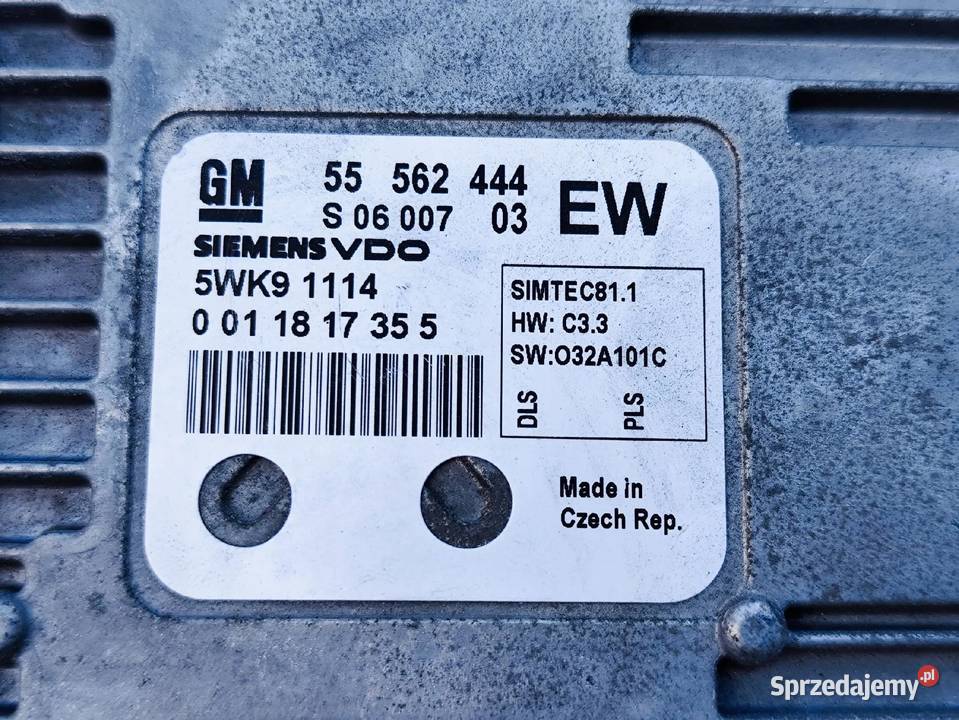 GM 55 562 444 EW
S 06 007 03
SIEMENS VDO
5WK9 1114
0 01 18 17 35 5
SIMTEC81.1
HW: C3.3
SW:O32A101C
DLS PLS
Made in
Czech Rep.
Sprzedajemy.pl